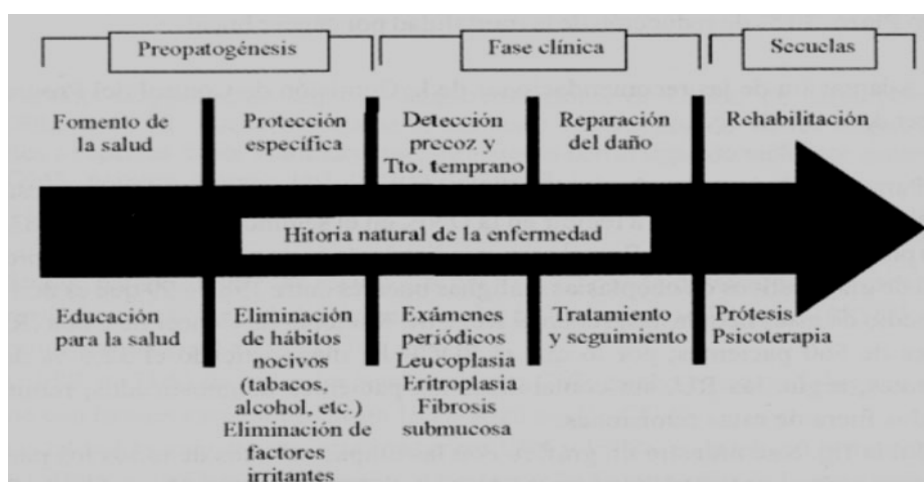 Preopatogénesis
Fase clínica
Secuelas
Fomento de
la salud
Protección
específica
Detección
precoz y
Tto. temprano
Reparación
del daño
Rehabilitación
Hitoria natural de la enfermedad
Educación
para la salud
Eliminación
de hábitos
nocivos
(tabacos,
alcohol, etc.)
Eliminación de
factores
irritantes
Exámenes
periódicos
Leucoplasia
Eritroplasia
Fibrosis
submucosa
Tratamiento
y seguimiento
Prótesis
Psicoterapia